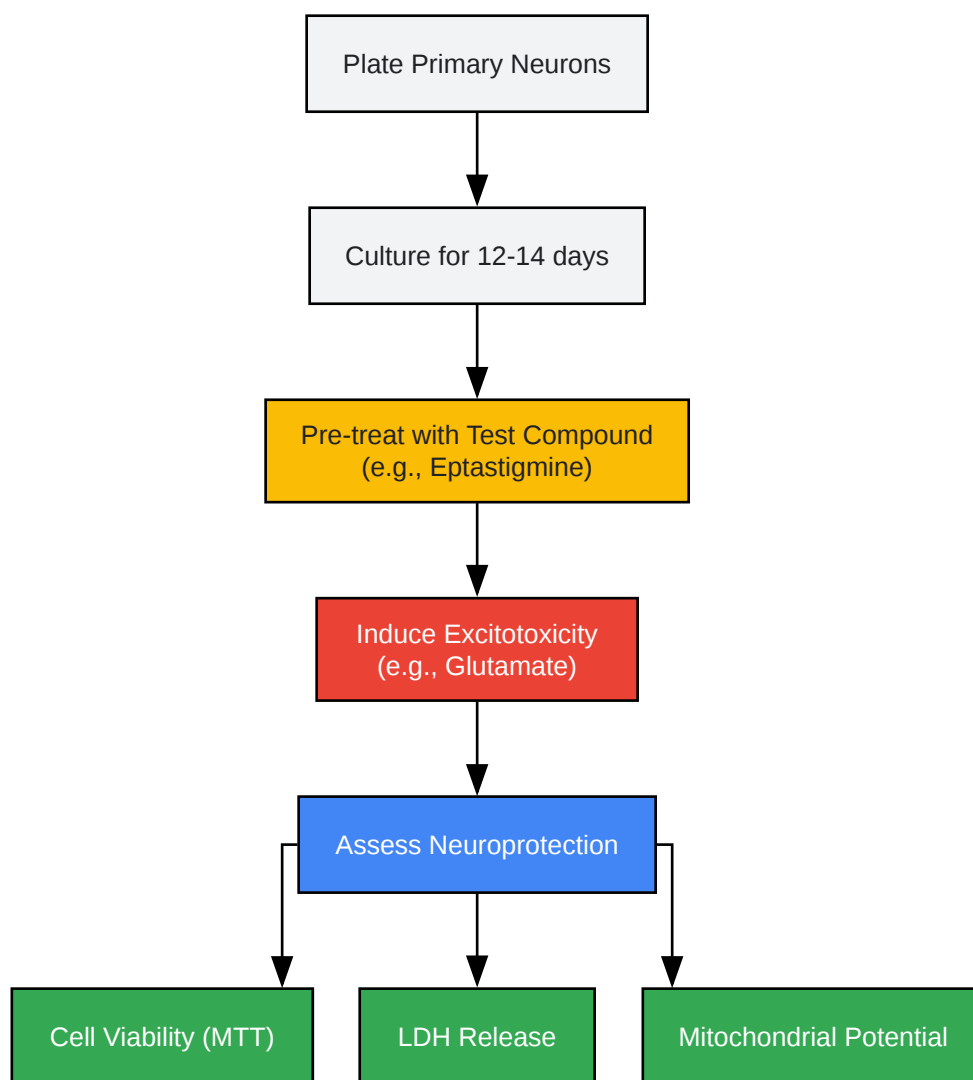 Plate Primary Neurons
Culture for 12-14 days
Pre-treat with Test Compound
(e.g., Eptastigmine)
Induce Excitotoxicity
(e.g., Glutamate)
Assess Neuroprotection
Cell Viability (MTT)
LDH Release
Mitochondrial Potential